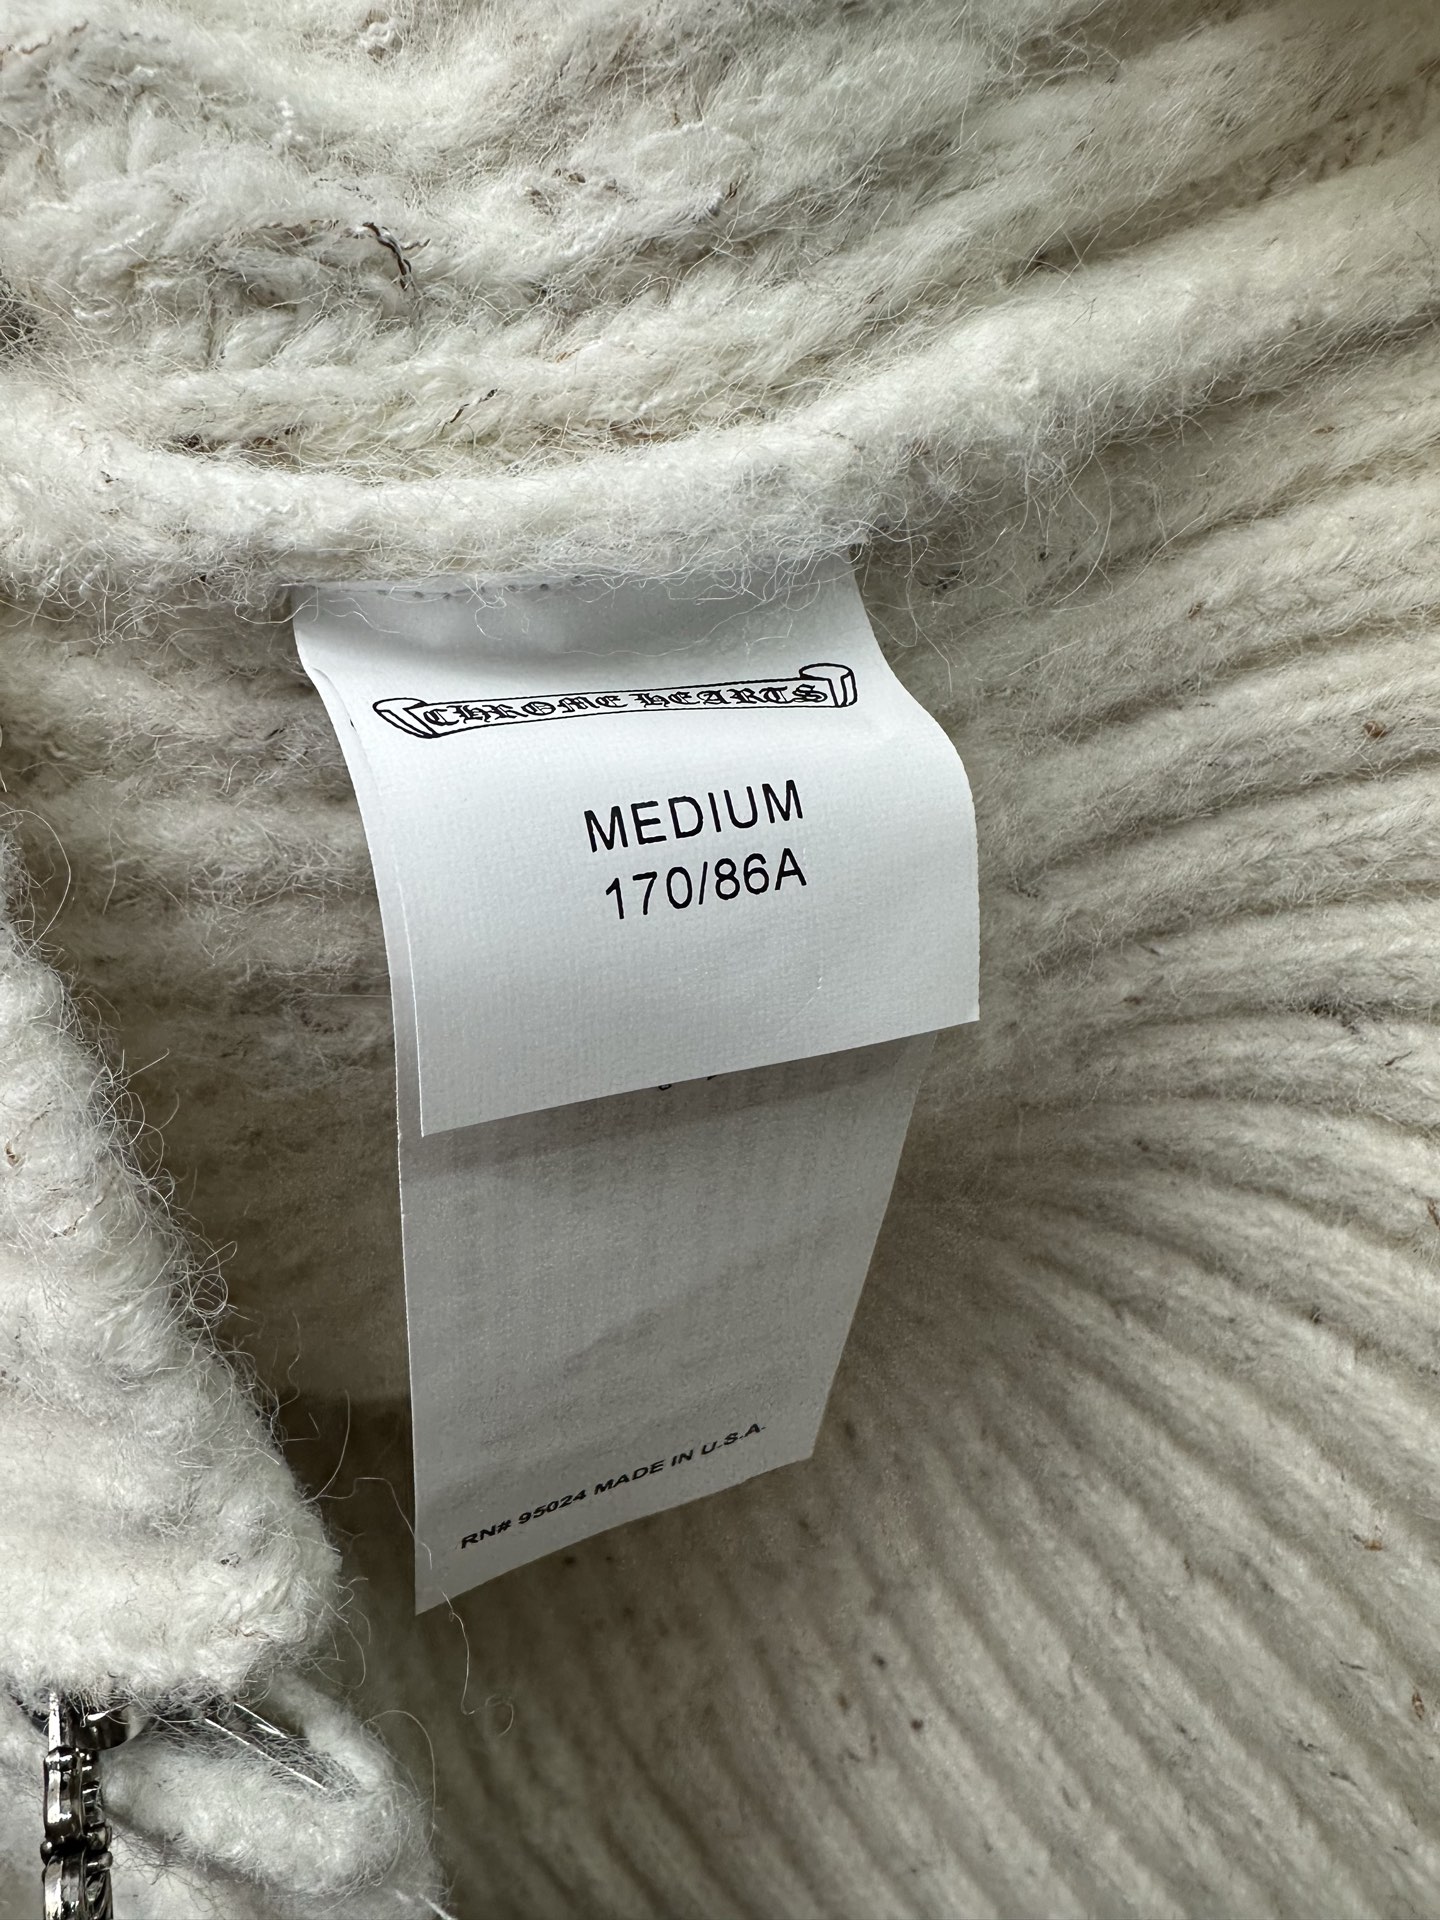 CHROME HEARTS
MEDIUM
170/86A
RN# 95024 MADE IN U.S.A.